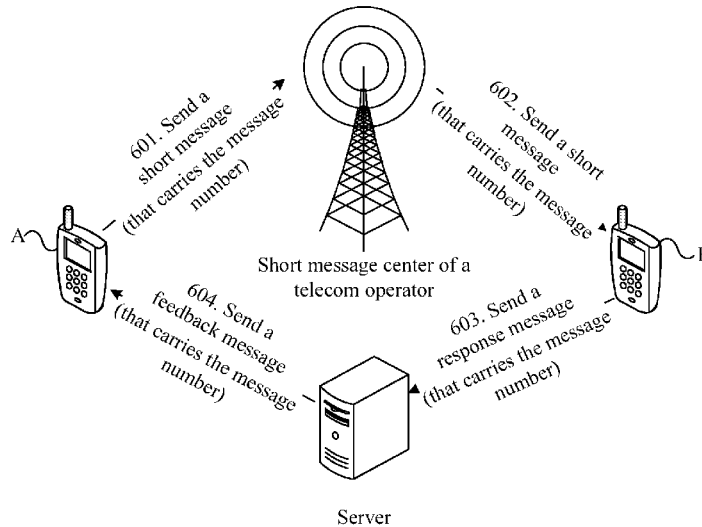 601. Send a
short message
(that carries the message
number)
602. Send a short
message
(that carries the message
number)
A
Short message center of a
telecom operator
604. Send a
feedback message
(that carries the message
number)
603. Send a
response message
(that carries the message
number)
Server